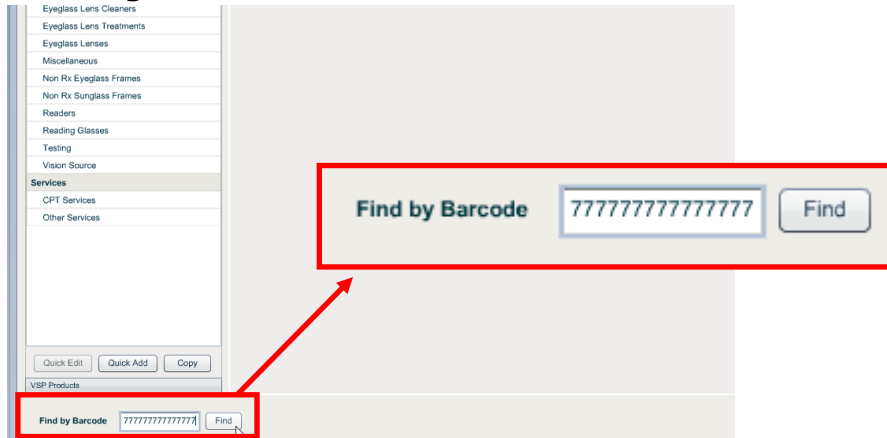 Eyeglass Lens Cleaners
Eyeglass Lens Treatments
Eyeglass Lenses
Miscellaneous
Non Rx Eyeglass Frames
Non Rx Sunglass Frames
Readers
Reading Glasses
Testing
Vision Source
Services
CPT Services
Other Services
Find by Barcode 777777777777777 Find
Quick Edit Quick Add Copy
VSP Products
Find by Barcode 777777777777777 Find